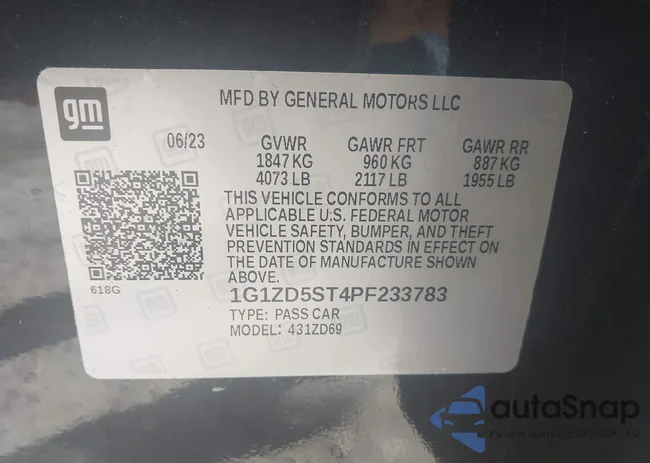 gm
MFD BY GENERAL MOTORS LLC
06/23 GVWR GAWR FRT GAWR RR
1847 KG 960 KG 887 KG
4073 LB 2117 LB 1955 LB
THIS VEHICLE CONFORMS TO ALL
APPLICABLE U.S. FEDERAL MOTOR
VEHICLE SAFETY, BUMPER, AND THEFT
PREVENTION STANDARDS IN EFFECT ON
THE DATE OF MANUFACTURE SHOWN
ABOVE.
618G
1G1ZD5ST4PF233783
TYPE: PASS CAR
MODEL: 431ZD69
autaSnap